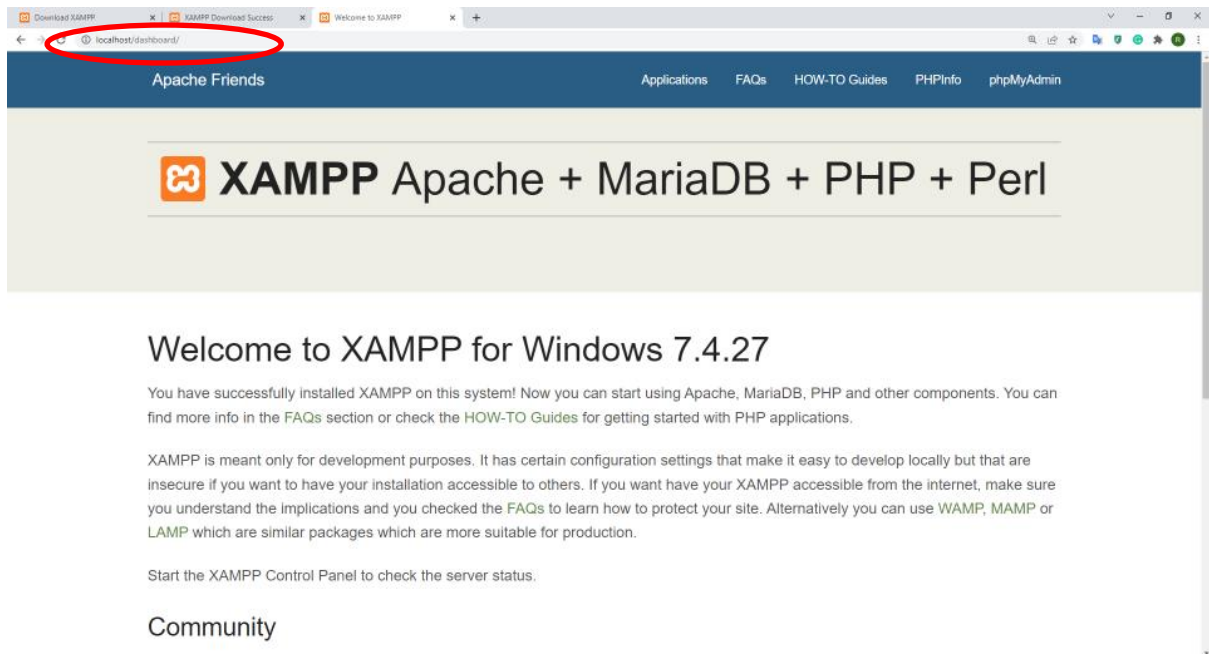 Download XAMPP
XAMPP Download Success
Welcome to XAMPP
localhost/dashboard/
Apache Friends
Applications FAQs HOW-TO Guides PHPInfo phpMyAdmin
XAMPP Apache + MariaDB + PHP + Perl
Welcome to XAMPP for Windows 7.4.27
You have successfully installed XAMPP on this system! Now you can start using Apache, MariaDB, PHP and other components. You can
find more info in the FAQs section or check the HOW-TO Guides for getting started with PHP applications.
XAMPP is meant only for development purposes. It has certain configuration settings that make it easy to develop locally but that are
insecure if you want to have your installation accessible to others. If you want have your XAMPP accessible from the internet, make sure
you understand the implications and you checked the FAQs to learn how to protect your site. Alternatively you can use WAMP, MAMP or
LAMP which are similar packages which are more suitable for production.
Start the XAMPP Control Panel to check the server status.
Community